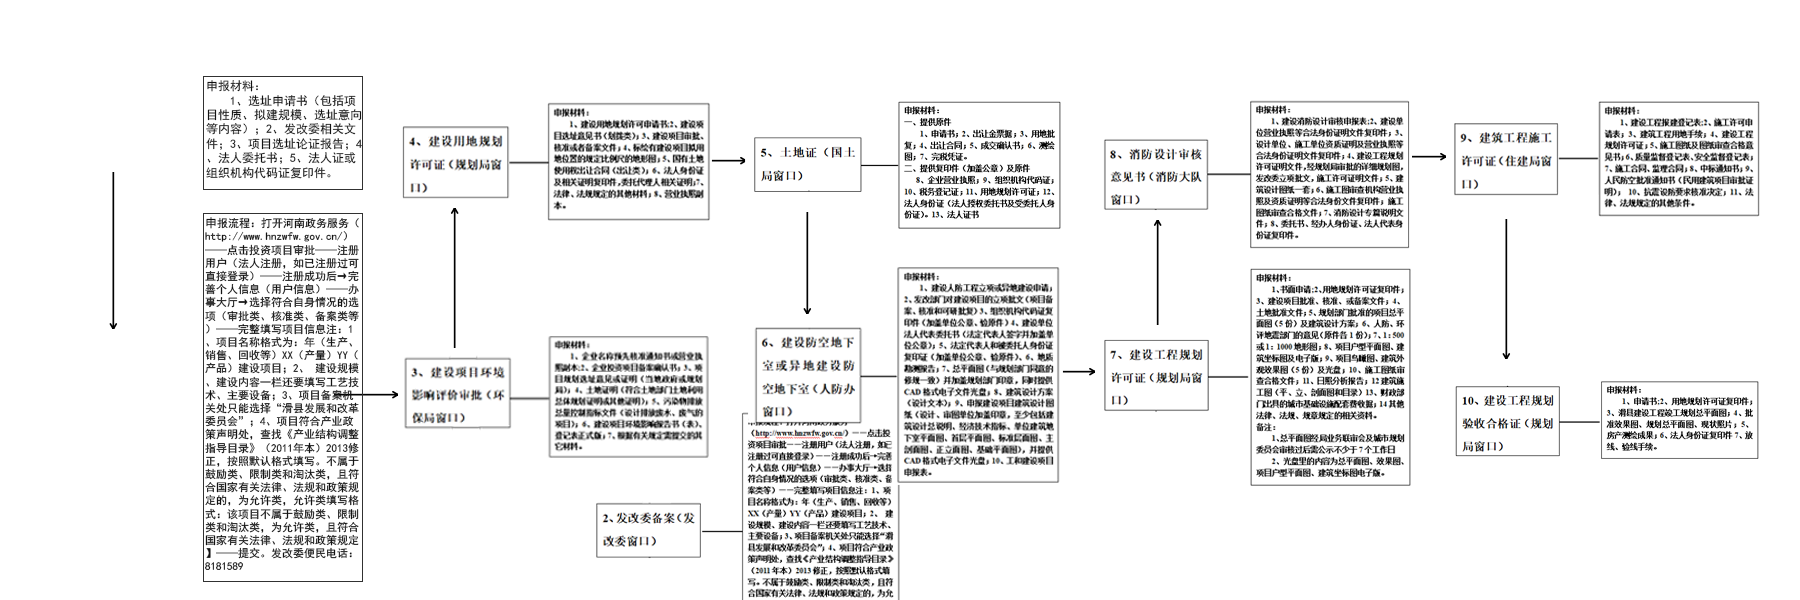 申报材料：
1、选址申请书（包括项
目性质、拟建规模、选址意向
等内容）；2、发改委相关文
件；3、项目选址论证报告；4
、法人委托书；5、法人证或
组织机构代码证复印件。
申报流程：打开河南政务服务（
http://www.hnzwfw.gov.cn/）
——点击投资项目审批——注册
用户（法人注册，如已注册过可
直接登录）——注册成功后→完
善个人信息（用户信息）——办
事大厅→选择符合自身情况的选
项（审批类、核准类、备案类等
）——完整填写项目信息注：1
、项目名称格式为：年（生产、
销售、回收等）XX（产量）YY（
产品）建设项目；2、 建设规模
、建设内容一栏还要填写工艺技
术、主要设备；3、项目备案机
关处只能选择“滑县发展和改革
委员会”；4、项目符合产业政
策声明处，查找《产业结构调整
指导目录》（2011年本）2013修
正，按照默认格式填写。不属于
鼓励类、限制类和淘汰类，且符
合国家有关法律、法规和政策规
定的，为允许类，允许类填写格
式：该项目不属于鼓励类、限制
类和淘汰类，为允许类，且符合
国家有关法律、法规和政策规定
】——提交。发改委便民电话：
8181589
4、建设用地规划
许可证（规划局窗
口）
申报材料：
1、建设用地规划许可申请书;2、建设项
目选址意见书（划拨类）；3、建设项目审批、
核准或者备案文件；4、标绘有建设项目拟用
地位置的规定比例尺的地形图；5、国有土地
使用权出让合同（出让类）；6、法人身份证
及相关证明复印件,委托代理人相关证明;7、
法律、法规规定的其他材料；8、营业执照副
本。
3、建设项目环境
影响评价审批（环
保局窗口）
1、企业名称预先核准通知书或营业执
照副本;2、企业投资项目备案确认书；3、项
目规划选址意见或证明（当地政府或规划
局）；4、土地证明（符合土地部门土地利用
总体规划证明或其他证明）；5、污染物排放
总量控制指标文件（设计排放废水、废气的
项目）；6、建设项目环境影响报告书（表）、
登记表正式版；7、根据有关规定需提交的其
它材料。
2、发改委备案（发
改委窗口）
5、土地证（国土
局窗口）
申报材料：
一、提供原件
1、申请书；2、出让金票据；3、用地批
复；4、出让合同；5、成交确认书；6、测绘
图；7、完税凭证。
二、提供复印件（加盖公章）及原件
8、企业营业执照；9、组织机构代码证；
10、税务登记证；11、用地规划许可证；12、
法人身份证（法人授权委托书及受委托人身
份证）。13、法人证书
6、建设防空地下
室或异地建设防
空地下室（人防办
窗口）
（http://www.hnzwfw.gov.cn/）——点击投
资项目审批——注册用户（法人注册，如已
注册过可直接登录）——注册成功后→完善
个人信息（用户信息）——办事大厅→选择
符合自身情况的选项（审批类、核准类、备
案类等）——完整填写项目信息注：1、项
目名称格式为：年（生产、销售、回收等）
XX（产量）YY（产品）建设项目；2、 建
设规模、建设内容一栏还要填写工艺技术、
主要设备；3、项目备案机关处只能选择“滑
县发展和改革委员会”；4、项目符合产业政
策声明处，查找《产业结构调整指导目录》
（2011年本）2013修正，按照默认格式填
写。不属于鼓励类、限制类和淘汰类，且符
合国家有关法律、法规和政策规定的，为允
申报材料：
1、建设人防工程立项或异地建设申请；
2、发改部门对建设项目的立项批文（项目备
案、核准和可研批复）3、组织机构代码证复
印件（加盖单位公章、验原件）4、建设单位
法人代表委托书（法定代表人签字并加盖单
位公章）；5、法定代表人和被委托人身份证
复印证（加盖单位公章、验原件）、6、地质
勘测报告；7、总平面图（与规划部门同意的
修规一致）并加盖规划部门印章，同时提供
CAD 格式电子文件光盘；8、建筑设计方案
（设计文本）；9、申报建设项目建筑设计图
纸（设计、审图单位加盖印章，至少包括建
筑设计总说明、经济技术指标、单位建筑地
下室平面图、首层平面图、标准层面图、主
剖面图、正立面图、基础平面图），并提供
CAD 格式电子文件光盘；10、工和建设项目
申报表。
8、消防设计审核
意见书（消防大队
窗口）
申报材料：
1、建设消防设计审核申报表:2、建设单
位营业执照等合法身份证明文件复印件；3、
设计单位、施工单位资质证明及营业执照等
合法身份证明文件复印件；4、建设工程规划
许可证明文件,经规划局审批的详细规划图,
发改委立项批文，施工许可证明文件；5、建
筑设计图纸一套；6、施工图审查机构营业执
照及资质证明等合法身份文件复印件；施工
图纸审查合格文件；7、消防设计专篇说明文
件；8、委托书、经办人身份证、法人代表身
份证复印件。
7、建设工程规划
许可证（规划局窗
口）
申报材料：
1、书面申请;2、用地规划许可证复印件；
3、建设项目批准、核准、或备案文件；4、
土地批准文件；5、规划部门批准的项目总平
面图（5 份）及建筑设计方案；6、人防、环
评地震部门的意见（原件各 1 份）；7、1: 500
或 1: 1000 地形图；8、项目户型平面图、建
筑坐标图及电子版；9、项目鸟瞰图、建筑外
观效果图（5 份）及光盘；10、施工图纸审
查合格文件；11、日照分析报告；12 建筑施
工图（平、立、剖面图和目录）13、财政部
门出具的城市基础设施配套费收据；14 其他
法律、法规、规章规定的相关资料。
备注：
1、总平面图经局业务联审会及城市规划
委员会审核过后需公示不少于 7 个工作日
2、光盘里的内容为总平面图、效果图、
项目户型平面图、建筑坐标图电子版。
9、建筑工程施工
许可证（住建局窗
口）
申报材料：
1、建设工程报建登记表:2、施工许可申
请表；3、建筑工程用地手续；4、建设工程
规划许可证；5、施工图纸及图纸审查合格意
见书；6、质量监督登记表、安全监督登记表；
7、施工合同、监理合同；8、中标通知书；9、
人民防空批准通知书（民用建筑项目审批证
明）； 10、抗震设防要求核准决定；11、法
律、法规规定的其他条件。
10、建设工程规划
验收合格证（规划
局窗口）
申报材料：
1、申请书;2、用地规划许可证复印件；
3、滑县建设工程竣工规划总平面图；4、批
准效果图、规划总平面图、现状照片；5、
房产测绘成果；6、法人身份证复印件 7、放
线、验线手续。